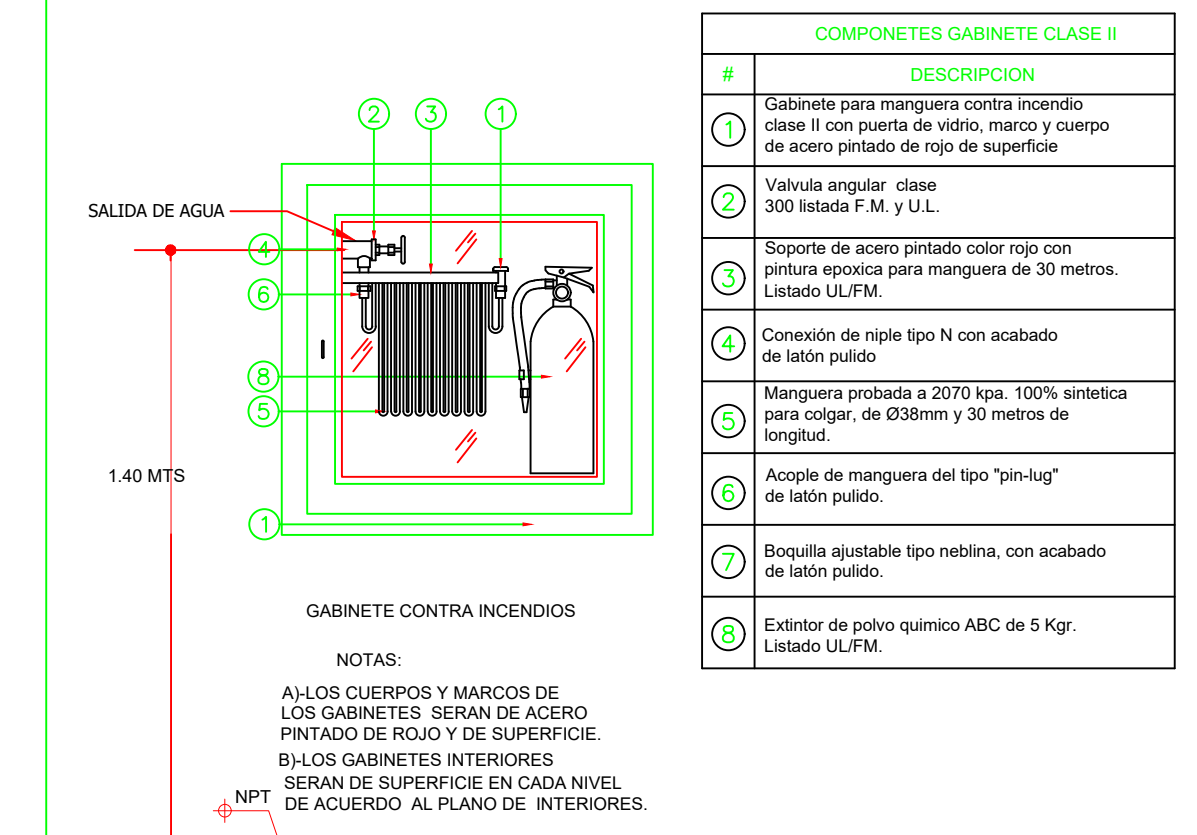 2
3
1
SALIDA DE AGUA
4
6
8
5
1.40 MTS
1
GABINETE CONTRA INCENDIOS
NOTAS:
A)-LOS CUERPOS Y MARCOS DE
LOS GABINETES SERAN DE ACERO
PINTADO DE ROJO Y DE SUPERFICIE.
B)-LOS GABINETES INTERIORES
SERAN DE SUPERFICIE EN CADA NIVEL
DE ACUERDO AL PLANO DE INTERIORES.
NPT
COMPONETES GABINETE CLASE II
# DESCRIPCION
1
Gabinete para manguera contra incendio
clase II con puerta de vidrio, marco y cuerpo
de acero pintado de rojo de superficie
2
Valvula angular clase
300 listada F.M. y U.L.
3
Soporte de acero pintado color rojo con
pintura epoxica para manguera de 30 metros.
Listado UL/FM.
4
Conexión de niple tipo N con acabado
de latón pulido
5
Manguera probada a 2070 kpa. 100% sintetica
para colgar, de Ø38mm y 30 metros de
longitud.
6
Acople de manguera del tipo "pin-lug"
de latón pulido.
7
Boquilla ajustable tipo neblina, con acabado
de latón pulido.
8
Extintor de polvo quimico ABC de 5 Kgr.
Listado UL/FM.